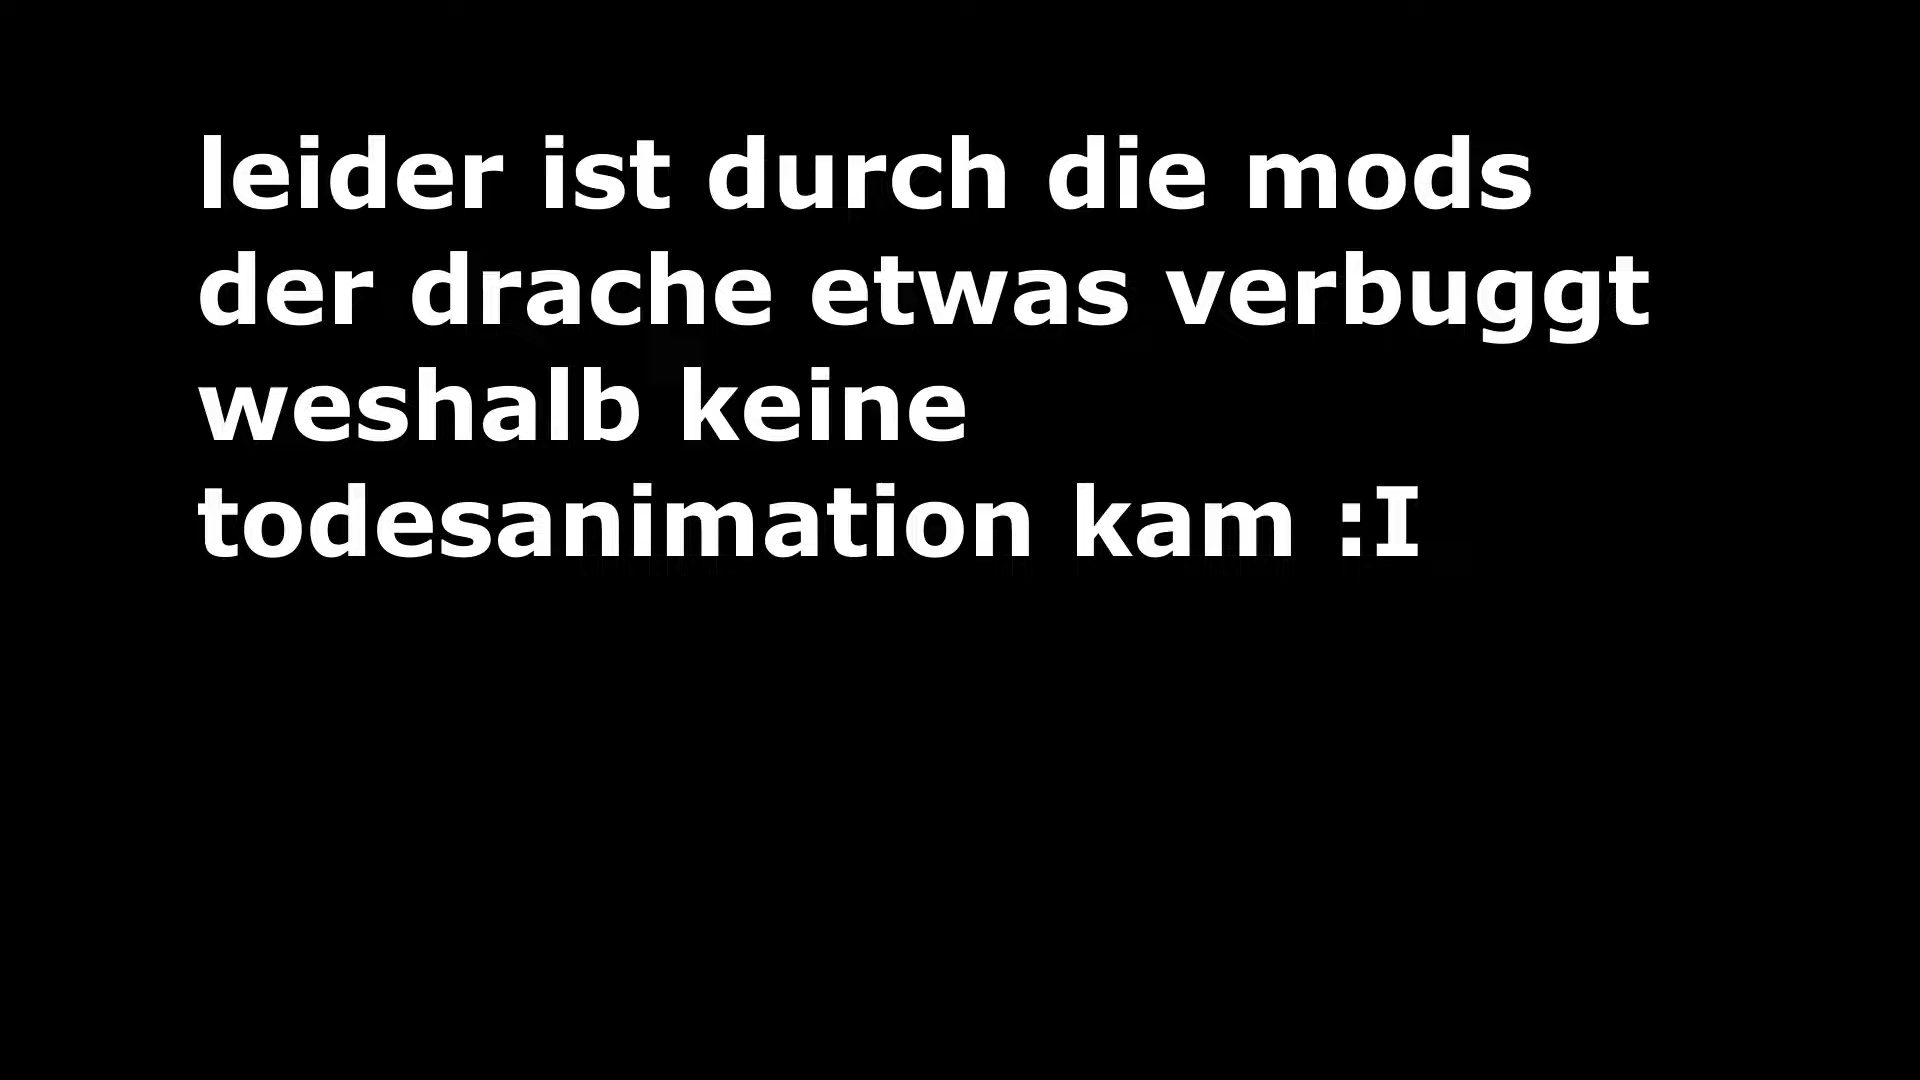 leider ist durch die mods
der drache etwas verbuggt
weshalb keine
todesanimation kam :I